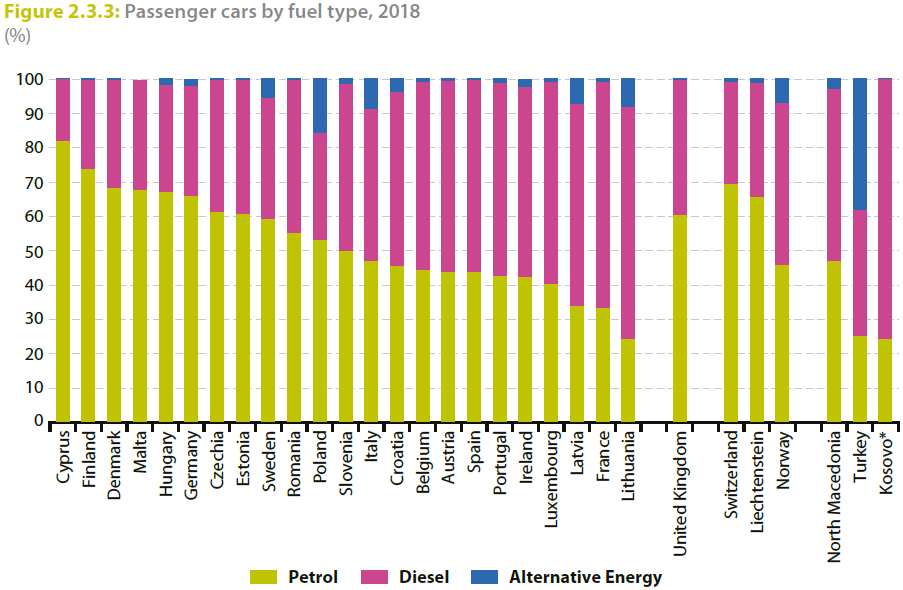 Figure 2.3.3: Passenger cars by fuel type, 2018
(%)
100
90
80
70
60
50
40
30
20
10
0
Cyprus
Finland
Denmark
Malta
Hungary
Germany
Czechia
Estonia
Sweden
Romania
Poland
Slovenia
Italy
Croatia
Belgium
Austria
Spain
Portugal
Ireland
Luxembourg
Latvia
France
Lithuania
United Kingdom
Switzerland
Liechtenstein
Norway
North Macedonia
Turkey
Kosovo*
Petrol Diesel Alternative Energy